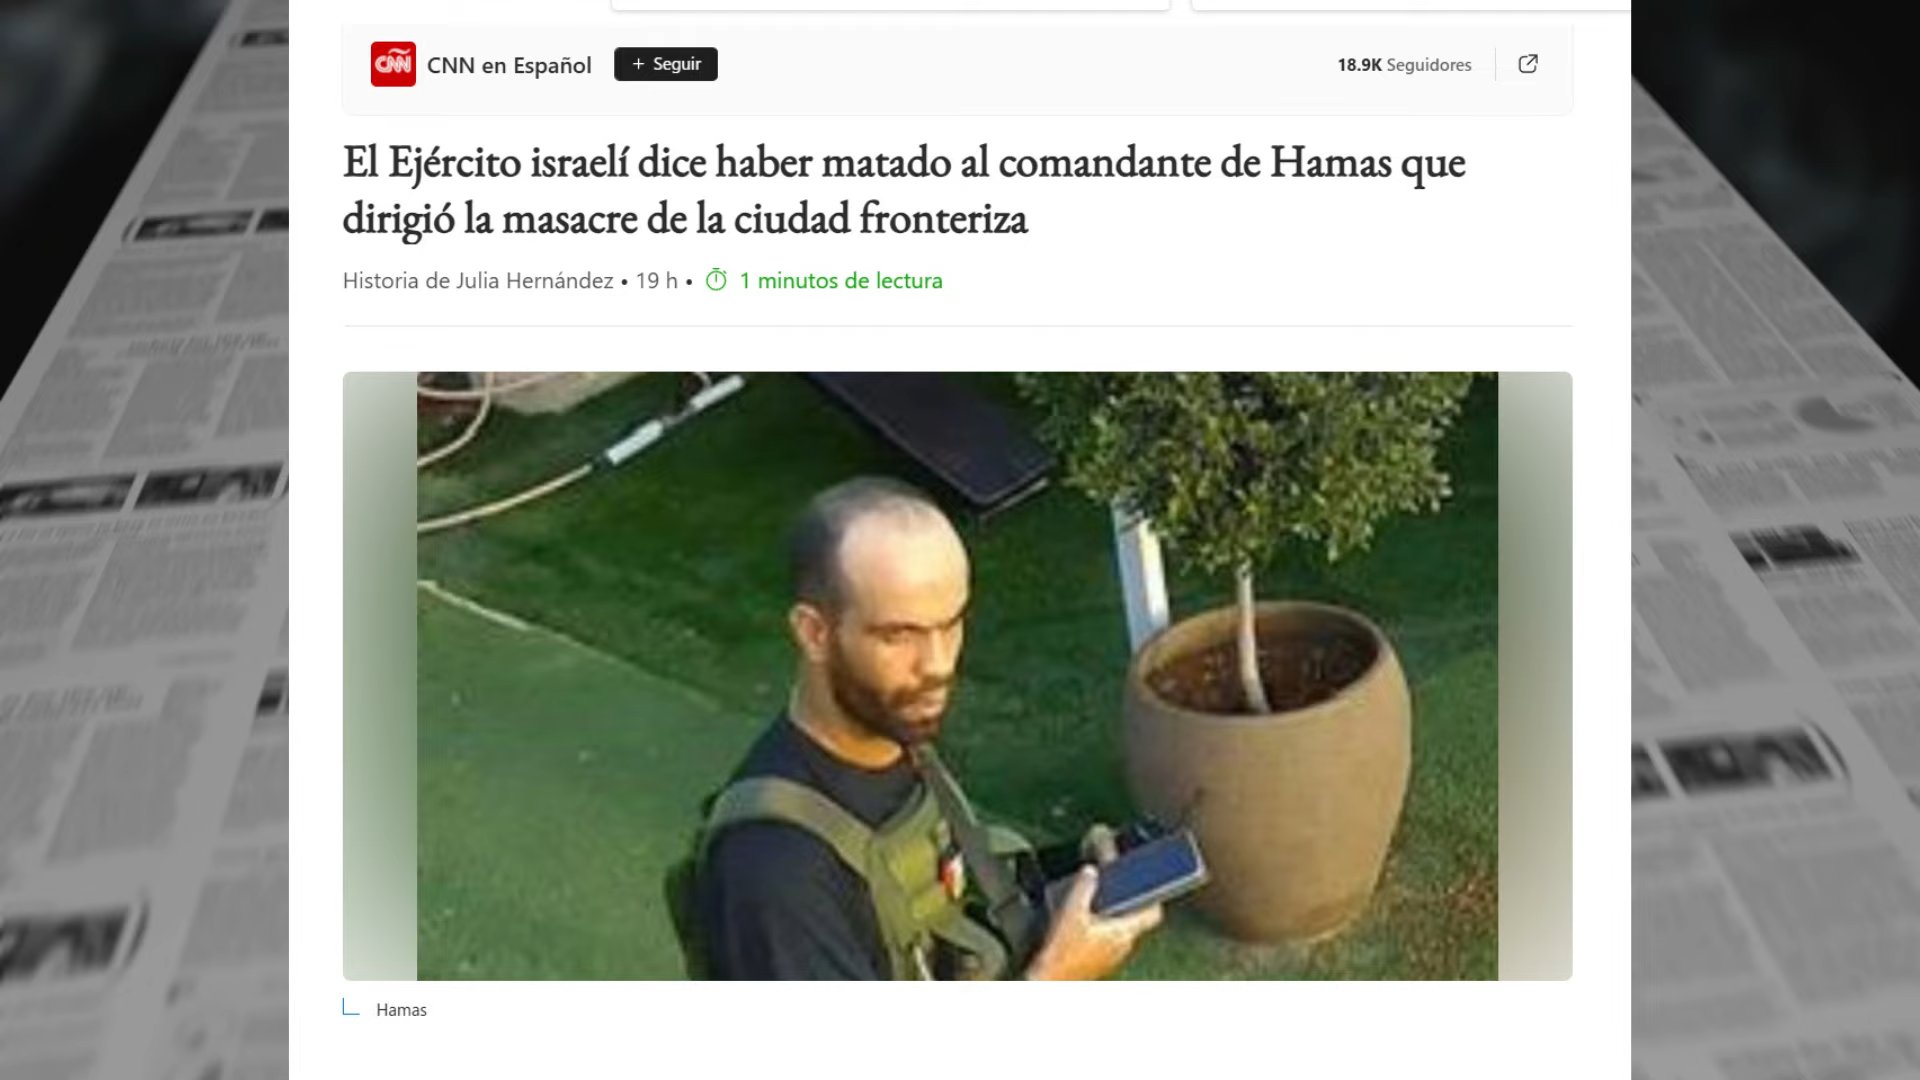 CNN
CNN en Español
+ Seguir
18.9K Seguidores
El Ejército israelí dice haber matado al comandante de Hamas que
dirigió la masacre de la ciudad fronteriza
Historia de Julia Hernández • 19 h • 1 minutos de lectura
Hamas